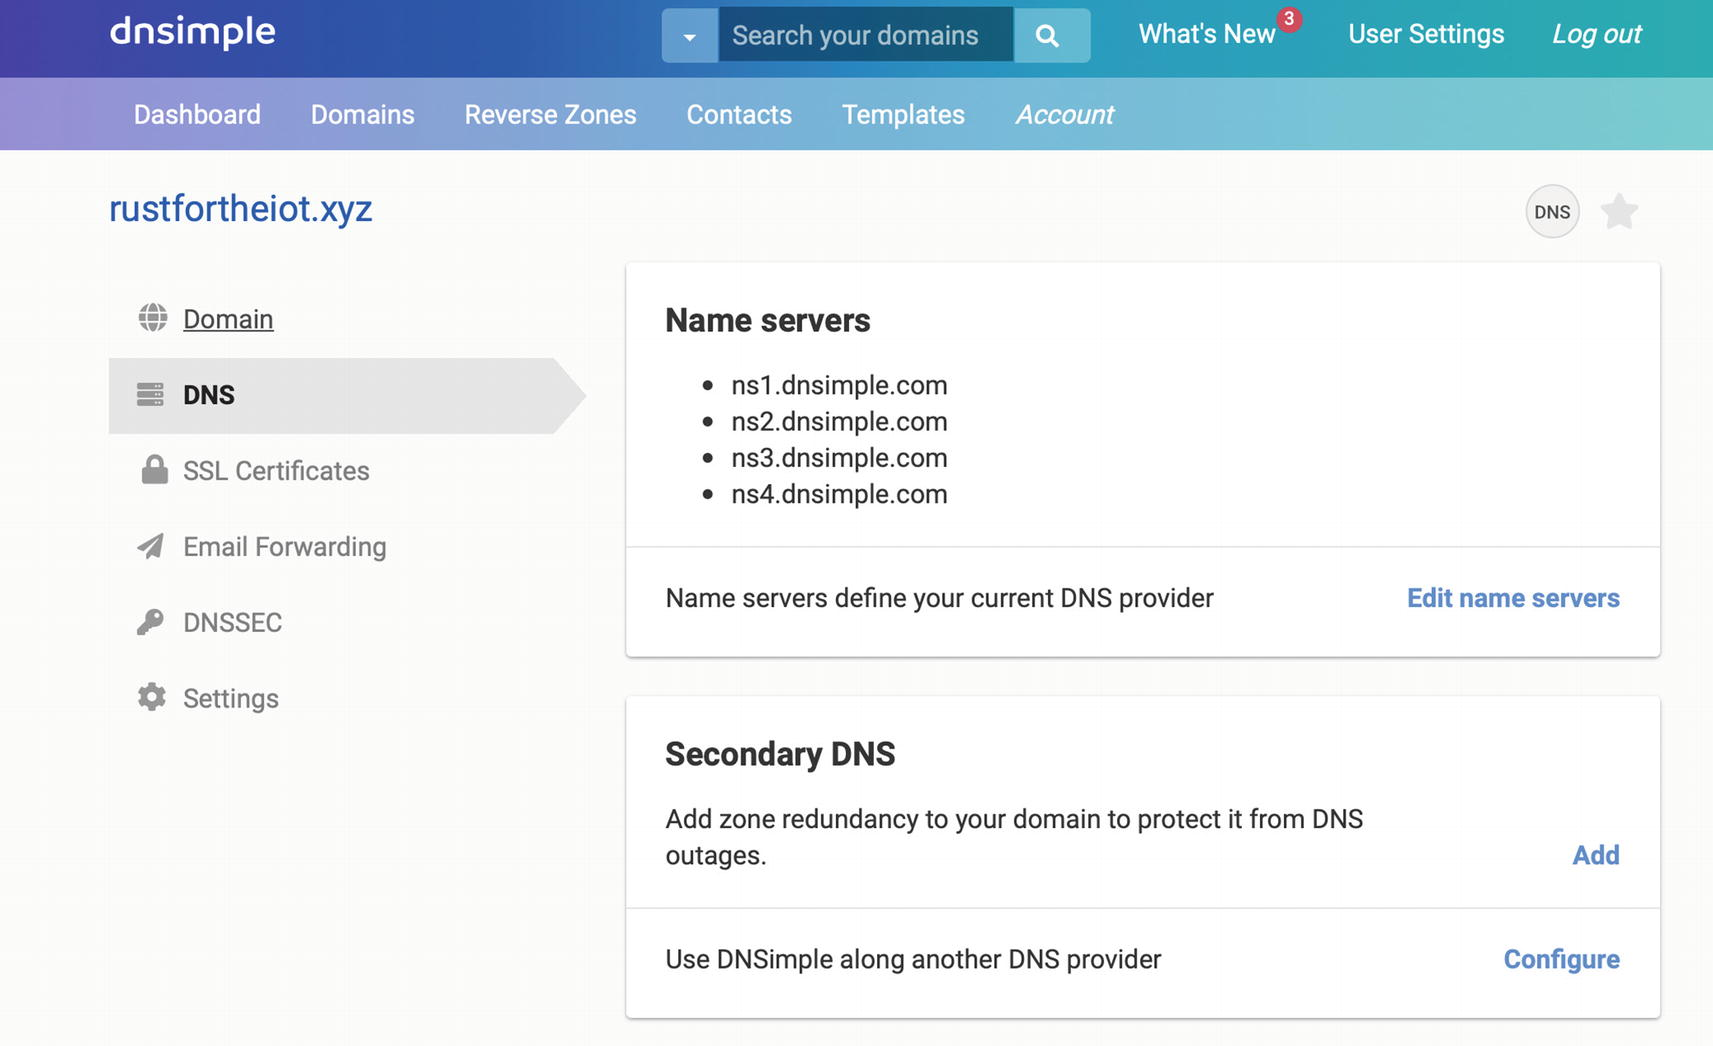 dnsimple
Search your domains
What's New 3
User Settings
Log out
Dashboard
Domains
Reverse Zones
Contacts
Templates
Account
rustfortheiot.xyz
DNS
Domain
DNS
SSL Certificates
Email Forwarding
DNSSEC
Settings
Name servers
ns1.dnsimple.com
ns2.dnsimple.com
ns3.dnsimple.com
ns4.dnsimple.com
Name servers define your current DNS provider
Edit name servers
Secondary DNS
Add zone redundancy to your domain to protect it from DNS
outages.
Add
Use DNSimple along another DNS provider
Configure